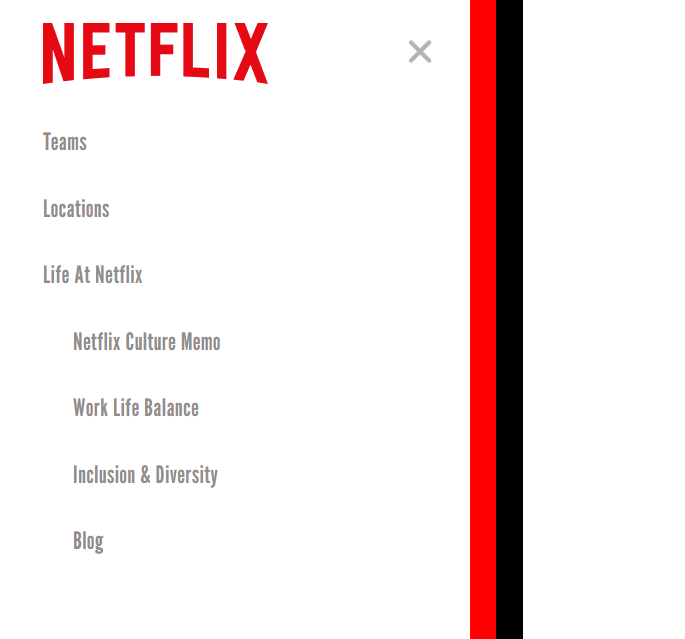 NETFLIX
Teams
Locations
Life At Netflix
Netflix Culture Memo
Work Life Balance
Inclusion & Diversity
Blog